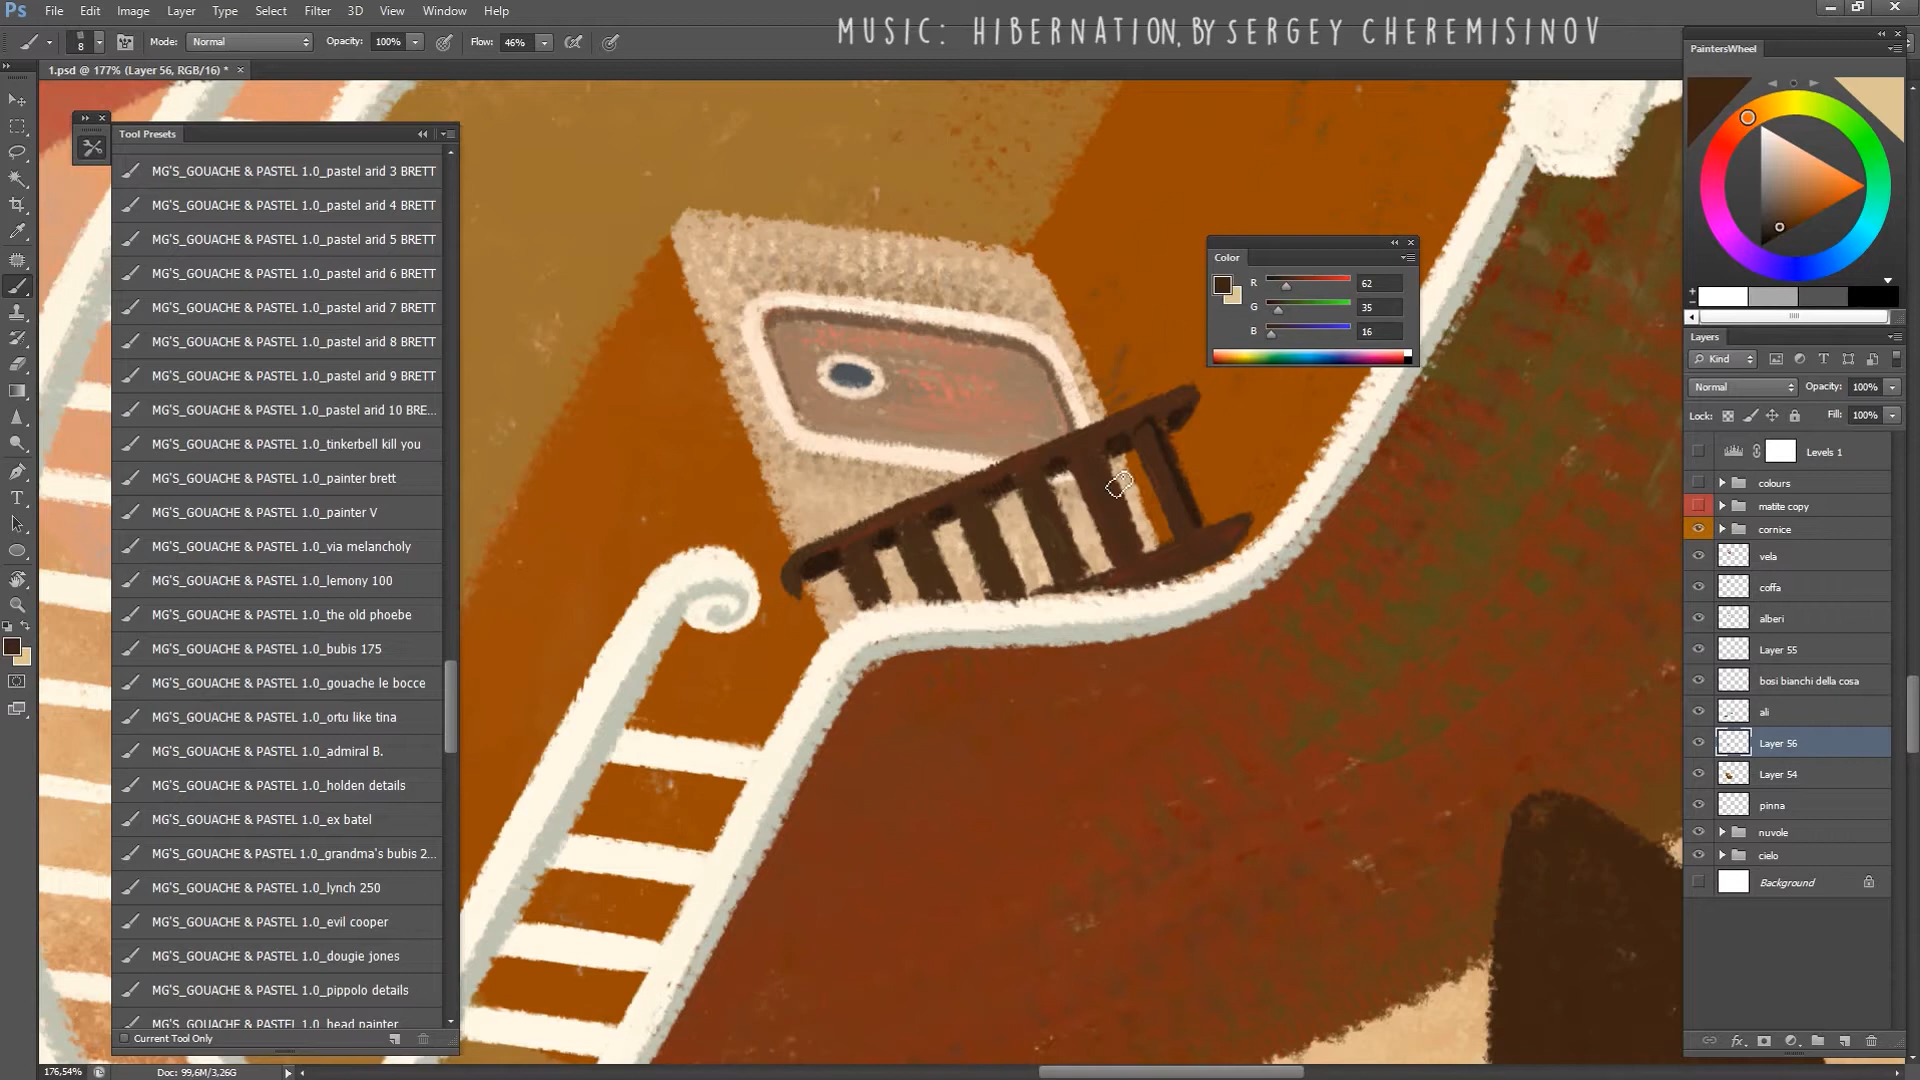 Ps File Edit Image Layer Type Select Filter 3D View Window Help
MUSIC: HIBERNATION, BY SERGEY CHEREMISINOV
8 Mode: Normal Opacity: 100% Flow: 46%
1.psd @ 177% (Layer 56, RGB/16) *
Tool Presets
MG'S_GOUACHE & PASTEL 1.0_pastel arid 3 BRETT
MG'S_GOUACHE & PASTEL 1.0_pastel arid 4 BRETT
MG'S_GOUACHE & PASTEL 1.0_pastel arid 5 BRETT
MG'S_GOUACHE & PASTEL 1.0_pastel arid 6 BRETT
MG'S_GOUACHE & PASTEL 1.0_pastel arid 7 BRETT
MG'S_GOUACHE & PASTEL 1.0_pastel arid 8 BRETT
MG'S_GOUACHE & PASTEL 1.0_pastel arid 9 BRETT
MG'S_GOUACHE & PASTEL 1.0_pastel arid 10 BRE...
MG'S_GOUACHE & PASTEL 1.0_tinkerbell kill you
MG'S_GOUACHE & PASTEL 1.0_painter brett
MG'S_GOUACHE & PASTEL 1.0_painter V
MG'S_GOUACHE & PASTEL 1.0_via melancholy
MG'S_GOUACHE & PASTEL 1.0_lemony 100
MG'S_GOUACHE & PASTEL 1.0_the old phoebe
MG'S_GOUACHE & PASTEL 1.0_bubis 175
MG'S_GOUACHE & PASTEL 1.0_gouache le bocce
MG'S_GOUACHE & PASTEL 1.0_ortu like tina
MG'S_GOUACHE & PASTEL 1.0_admiral B.
MG'S_GOUACHE & PASTEL 1.0_holden details
MG'S_GOUACHE & PASTEL 1.0_ex batel
MG'S_GOUACHE & PASTEL 1.0_grandma's bubis 2...
MG'S_GOUACHE & PASTEL 1.0_lynch 250
MG'S_GOUACHE & PASTEL 1.0_evil cooper
MG'S_GOUACHE & PASTEL 1.0_dougie jones
MG'S_GOUACHE & PASTEL 1.0_pippolo details
MG'S_GOUACHE & PASTEL 1.0_head painter
Current Tool Only
176,54% Doc: 99,6M/3,26G
Color
R 62
G 35
B 16
PaintersWheel
Layers
Kind
Normal Opacity: 100%
Lock: Fill: 100%
Levels 1
colours
matite copy
cornice
vela
coffa
alberi
Layer 55
bosi bianchi della cosa
ali
Layer 56
Layer 54
pinna
nuvole
cielo
Background